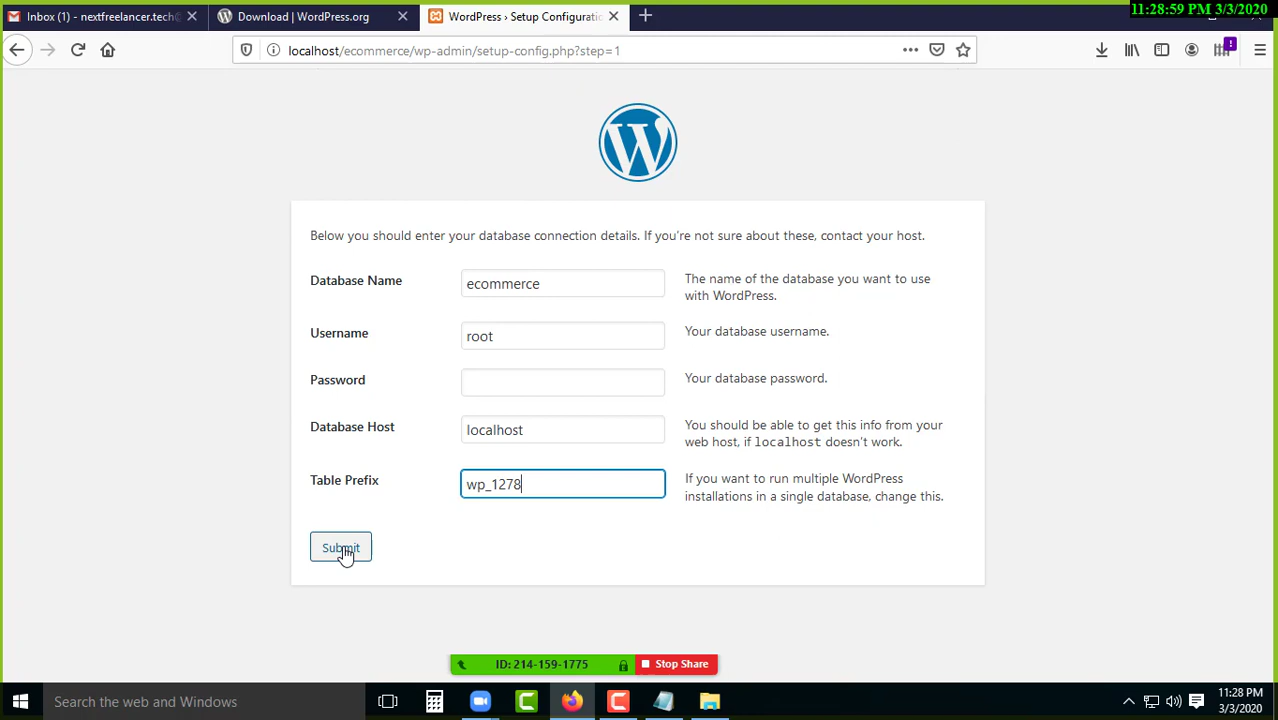 11:28:59 PM 3/3/2020
Inbox (1) - nextfreelancer.tech@
Download | WordPress.org
WordPress › Setup Configuratio
localhost/ecommerce/wp-admin/setup-config.php?step=1
Below you should enter your database connection details. If you're not sure about these, contact your host.
Database Name
ecommerce
The name of the database you want to use
with WordPress.
Username
root
Your database username.
Password
Your database password.
Database Host
localhost
You should be able to get this info from your
web host, if localhost doesn't work.
Table Prefix
wp_1278
If you want to run multiple WordPress
installations in a single database, change this.
Submit
ID: 214-159-1775
Stop Share
Search the web and Windows
11:28 PM
3/3/2020